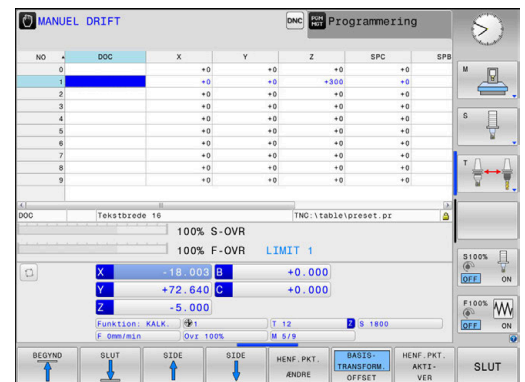 MANUEL DRIFT
DNC PGM MGT Programmering
NO DOC X Y Z SPC SPB
0 +0 +0 +0 +0
1 +0 +0 +300 +0
2 +0 +0 +0 +0
3 +0 +0 +0 +0
4 +0 +0 +0 +0
5 +0 +0 +0 +0
6 +0 +0 +0 +0
7 +0 +0 +0 +0
8 +0 +0 +0 +0
9 +0 +0 +0 +0
DOC Tekstbrede 16 TNC:\table\preset.pr
100% S-OVR
100% F-OVR LIMIT 1
X -18.003 B +0.000
Y +72.640 C +0.000
Z -5.000
Funktion: KALK. 1 T 12 Z S 1800
F 0mm/min Ovr 100% M 5/9
M
S
T
S100%
OFF ON
F100%
OFF ON
BEGYND
SLUT
SIDE
SIDE
HENF.PKT.
ÆNDRE
BASIS-
TRANSFORM.
OFFSET
HENF.PKT.
AKTI-
VER
SLUT